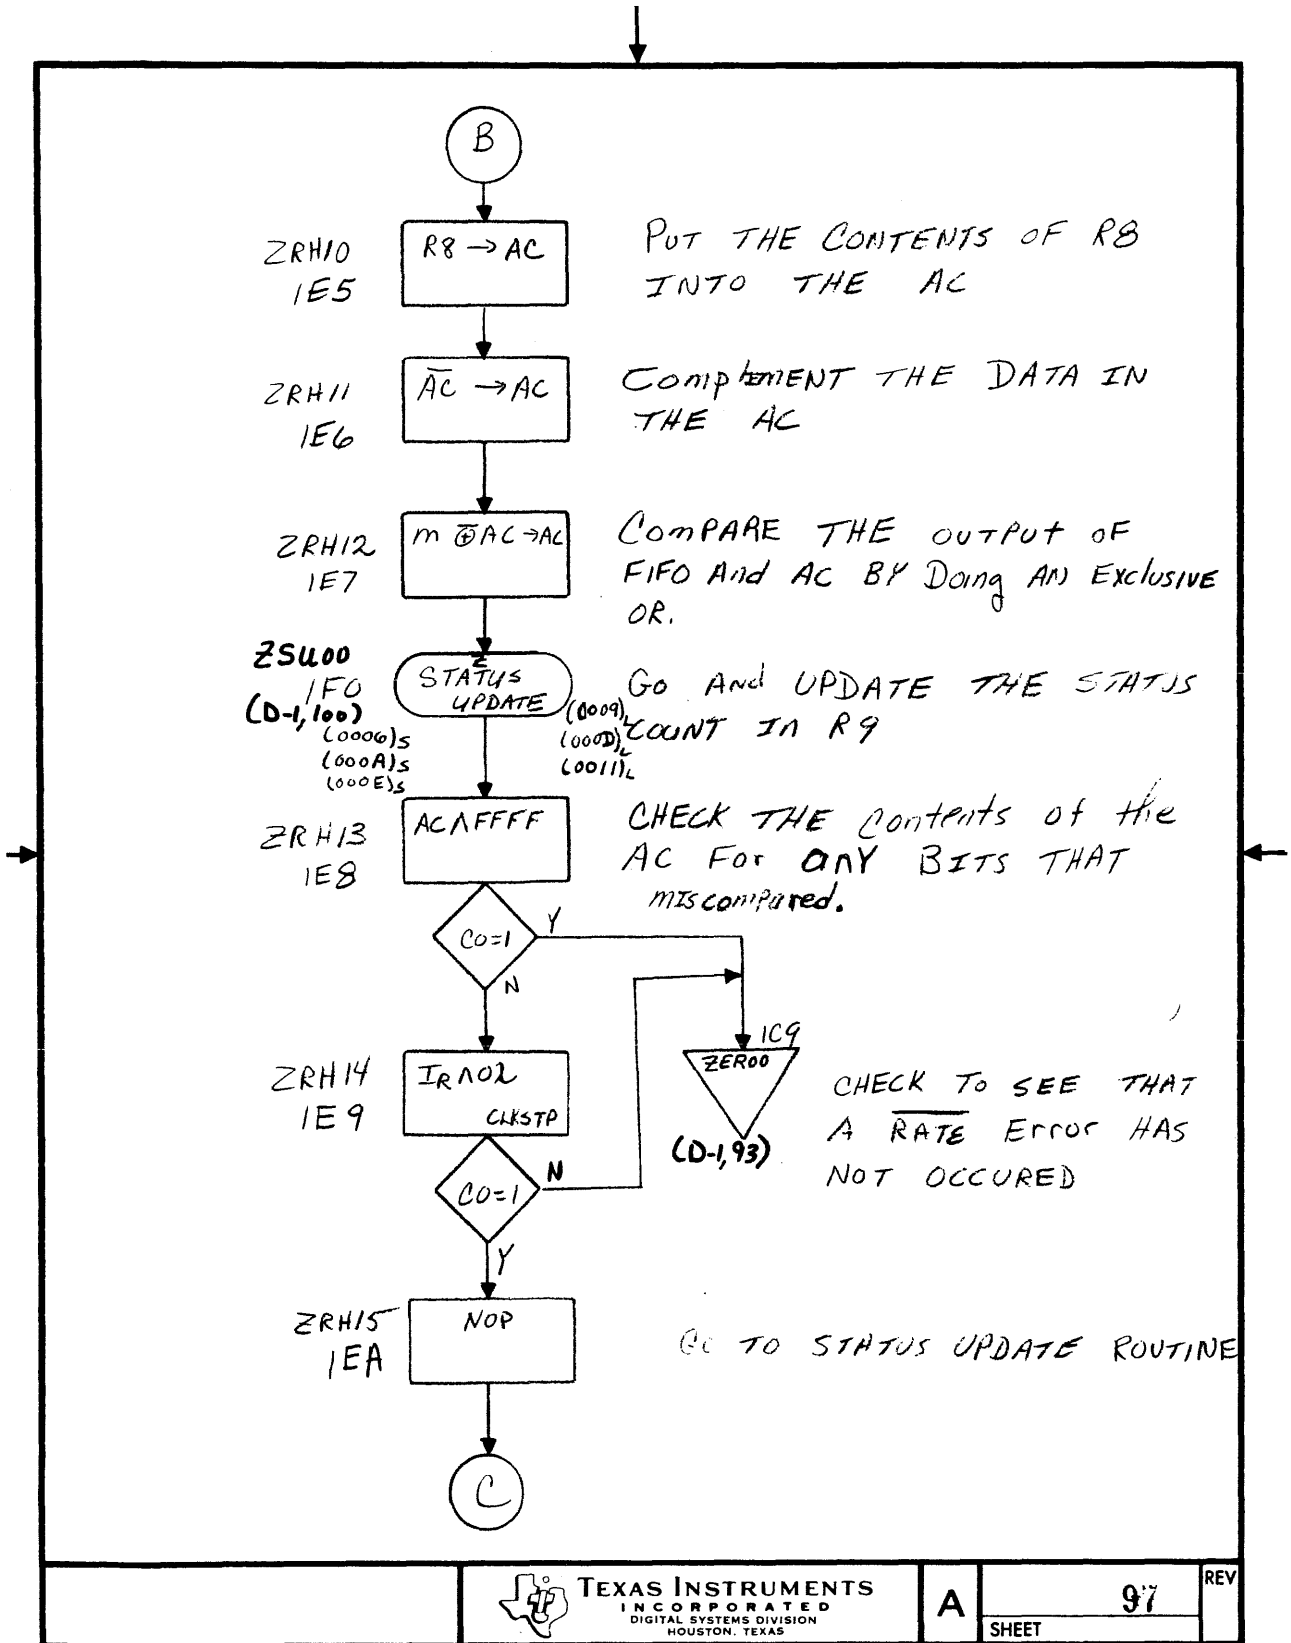 B
ZRH10
1E5
R8 → AC
PUT THE CONTENTS OF R8
INTO THE AC
ZRH11
1E6
A̅C̅ → AC
COMPLEMENT THE DATA IN
THE AC
ZRH12
1E7
m ⊕̅ AC → AC
COMPARE THE OUTPUT OF
FIFO And AC BY Doing AN Exclusive
OR.
ZSU00
1F0
(D-1,100)
(0006)s
(000A)s
(000E)s
Z
STATUS
UPDATE
(0009)L
(000D)L
(0011)L
Go And UPDATE THE STATUS
COUNT In R9
ZRH13
1E8
AC∧FFFF
CHECK THE Contents of the
AC For anY BITS THAT
miscompared.
CO=1
Y
N
ZRH14
1E9
IR∧02
CLKSTP
1C9
ZER00
(D-1,93)
CHECK TO SEE THAT
A R̅A̅T̅E̅ Error HAS
NOT OCCURED
CO=1
N
Y
ZRH15
1EA
NOP
GO TO STATUS UPDATE ROUTINE
C
TEXAS INSTRUMENTS
INCORPORATED
DIGITAL SYSTEMS DIVISION
HOUSTON, TEXAS
A
97
SHEET
REV